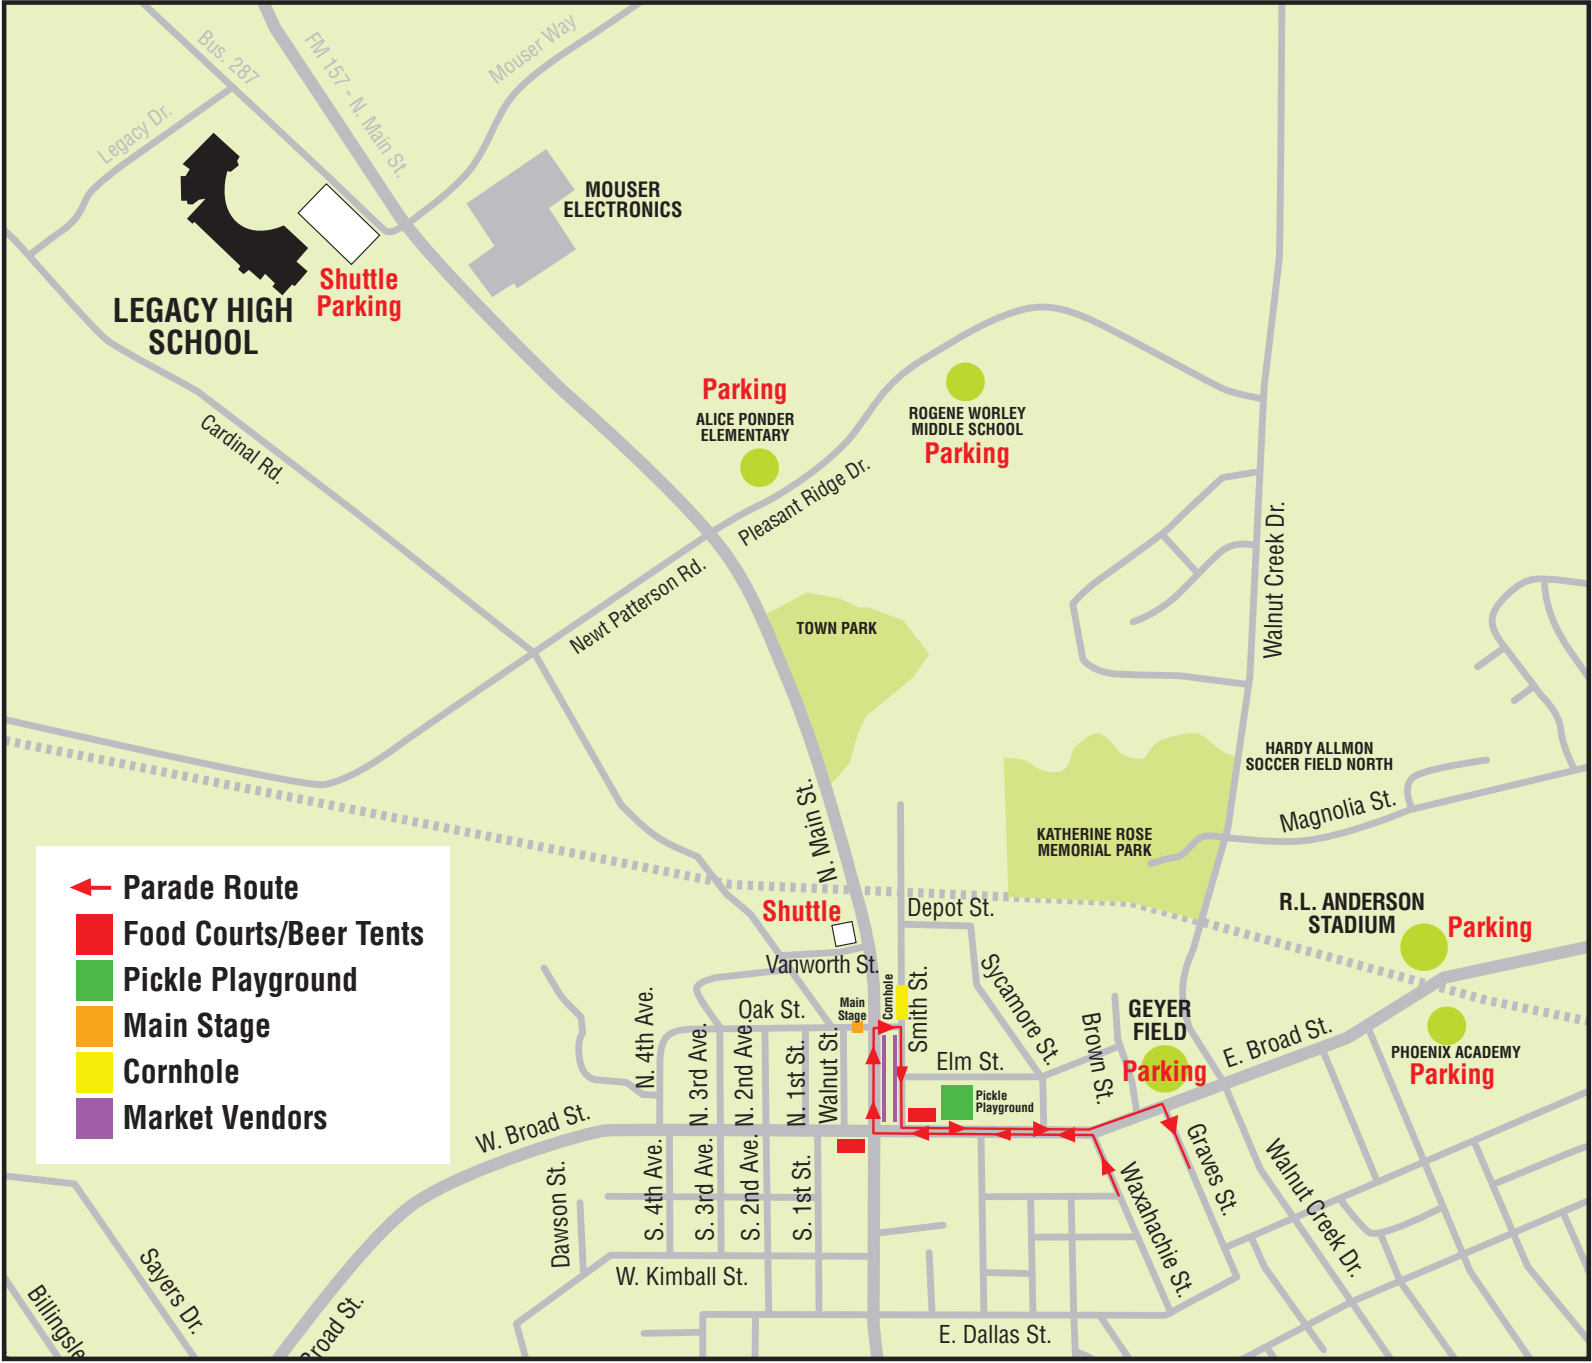 Bus. 287
FM 157 - N. Main St.
Mouser Way
Legacy Dr.
MOUSER
ELECTRONICS
Shuttle
Parking
LEGACY HIGH
SCHOOL
Cardinal Rd.
Parking
ALICE PONDER
ELEMENTARY
ROGENE WORLEY
MIDDLE SCHOOL
Parking
Pleasant Ridge Dr.
Newt Patterson Rd.
Walnut Creek Dr.
TOWN PARK
HARDY ALLMON
SOCCER FIELD NORTH
Magnolia St.
KATHERINE ROSE
MEMORIAL PARK
N. Main St.
Parade Route
Food Courts/Beer Tents
Pickle Playground
Main Stage
Cornhole
Market Vendors
Shuttle
Depot St.
R.L. ANDERSON
STADIUM
Parking
Vanworth St.
Cornhole
Smith St.
Sycamore St.
Main
Stage
Oak St.
N. 4th Ave.
N. 3rd Ave.
N. 2nd Ave.
N. 1st St.
Walnut St.
Elm St.
Brown St.
GEYER
FIELD
Parking
E. Broad St.
PHOENIX ACADEMY
Parking
Pickle
Playground
W. Broad St.
Dawson St.
S. 4th Ave.
S. 3rd Ave.
S. 2nd Ave.
S. 1st St.
Waxahachie St.
Graves St.
Walnut Creek Dr.
W. Kimball St.
Sayers Dr.
Billingsle
Broad St.
E. Dallas St.